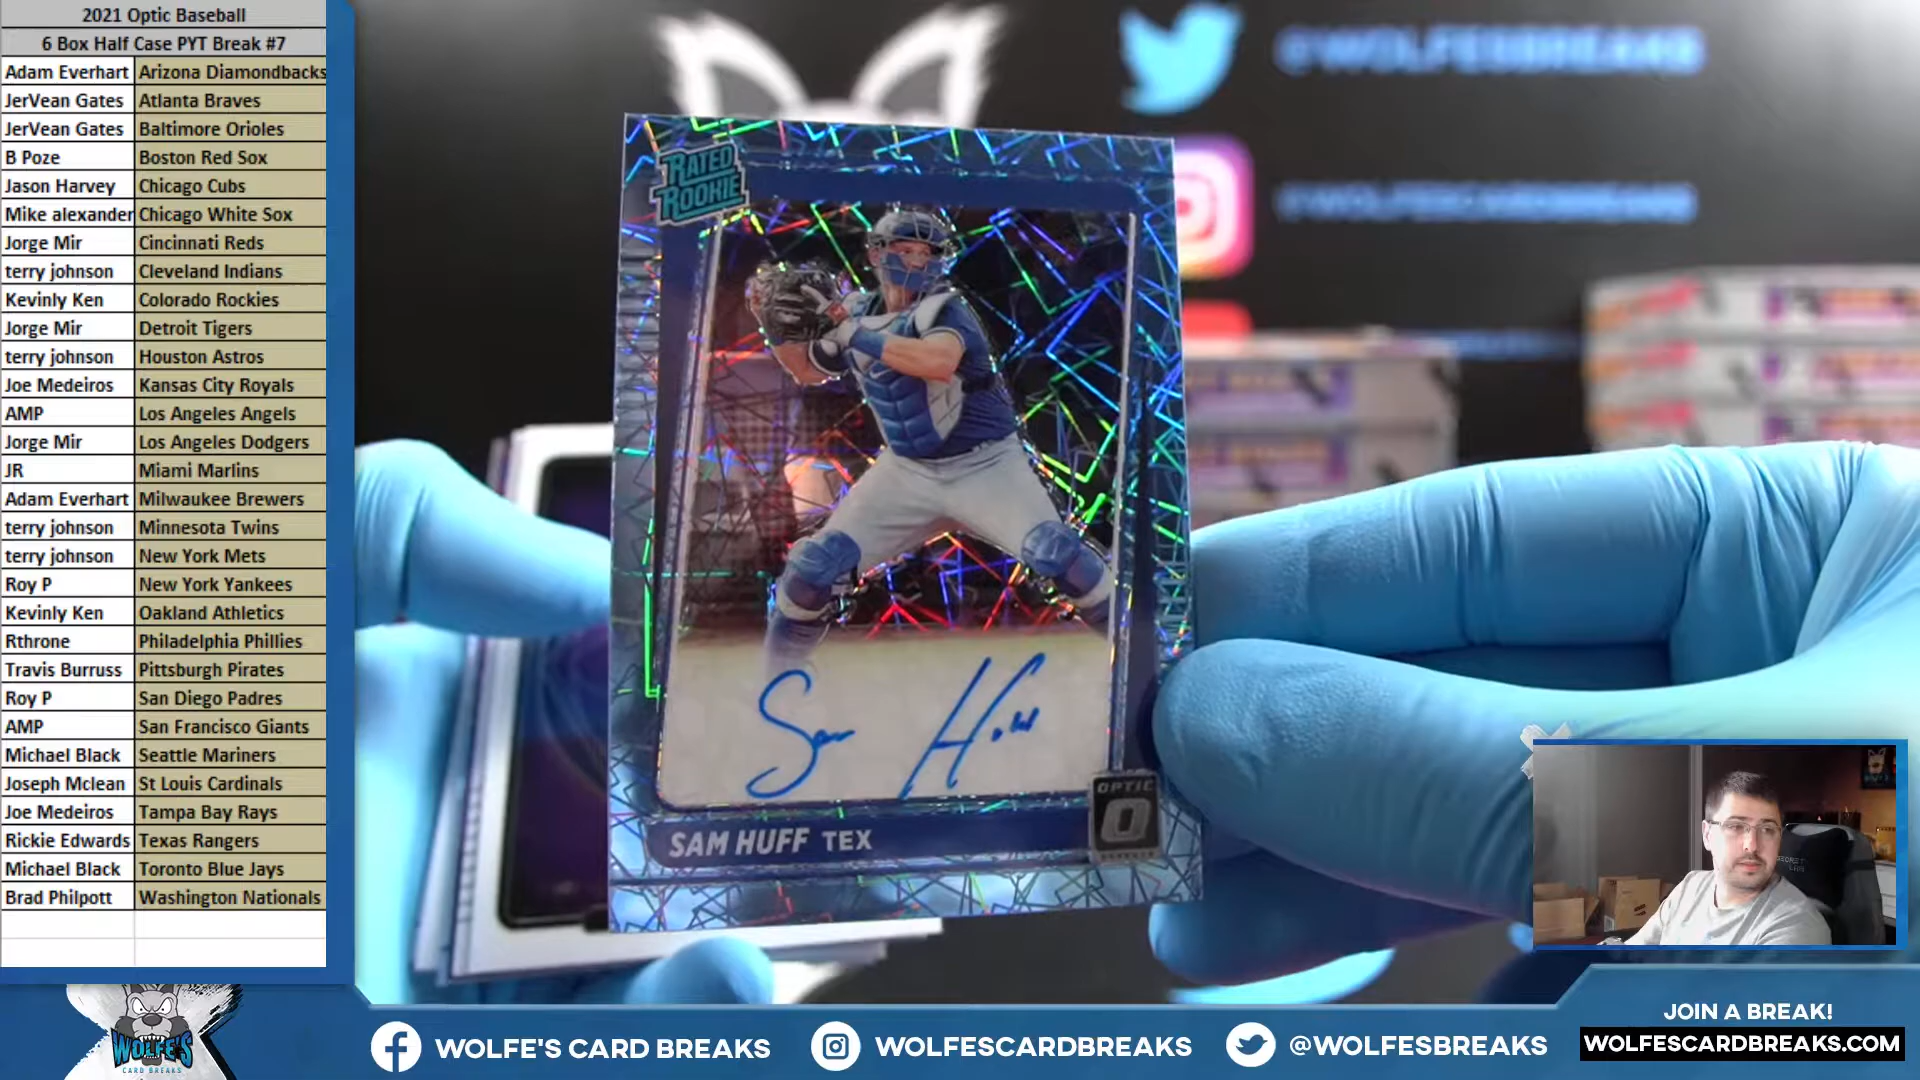 2021 Optic Baseball
6 Box Half Case PYT Break #7
Adam Everhart Arizona Diamondbacks
JerVean Gates Atlanta Braves
JerVean Gates Baltimore Orioles
B Poze Boston Red Sox
Jason Harvey Chicago Cubs
Mike alexander Chicago White Sox
Jorge Mir Cincinnati Reds
terry johnson Cleveland Indians
Kevinly Ken Colorado Rockies
Jorge Mir Detroit Tigers
terry johnson Houston Astros
Joe Medeiros Kansas City Royals
AMP Los Angeles Angels
Jorge Mir Los Angeles Dodgers
JR Miami Marlins
Adam Everhart Milwaukee Brewers
terry johnson Minnesota Twins
terry johnson New York Mets
Roy P New York Yankees
Kevinly Ken Oakland Athletics
Rthrone Philadelphia Phillies
Travis Burruss Pittsburgh Pirates
Roy P San Diego Padres
AMP San Francisco Giants
Michael Black Seattle Mariners
Joseph Mclean St Louis Cardinals
Joe Medeiros Tampa Bay Rays
Rickie Edwards Texas Rangers
Michael Black Toronto Blue Jays
Brad Philpott Washington Nationals
@WOLFESBREAKS
@WOLFESCARDBREAKS
RATED
ROOKIE
Sam Huff
OPTIC
O
SAM HUFF TEX
SECRET
LAB
WOLFE'S
CARD BREAKS
WOLFE'S CARD BREAKS
WOLFESCARDBREAKS
@WOLFESBREAKS
JOIN A BREAK!
WOLFESCARDBREAKS.COM